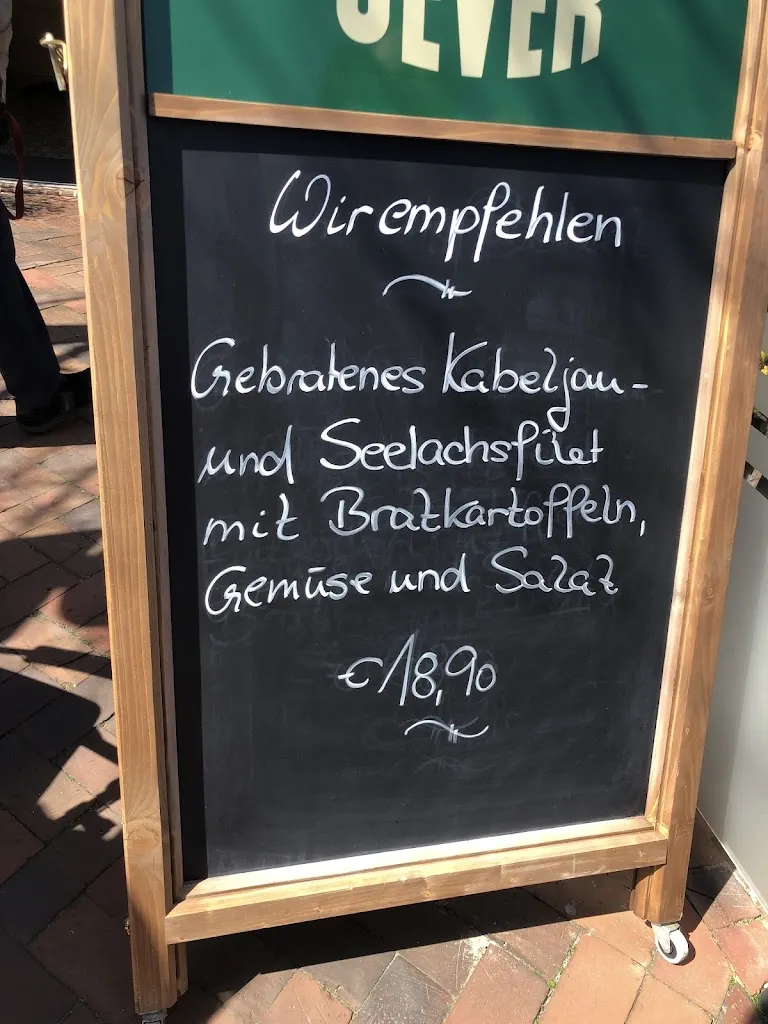 JEVER
Wir empfehlen
Gebratenes Kabeljau-
und Seelachsfilet
mit Bratkartoffeln,
Gemüse und Salat
€18,90